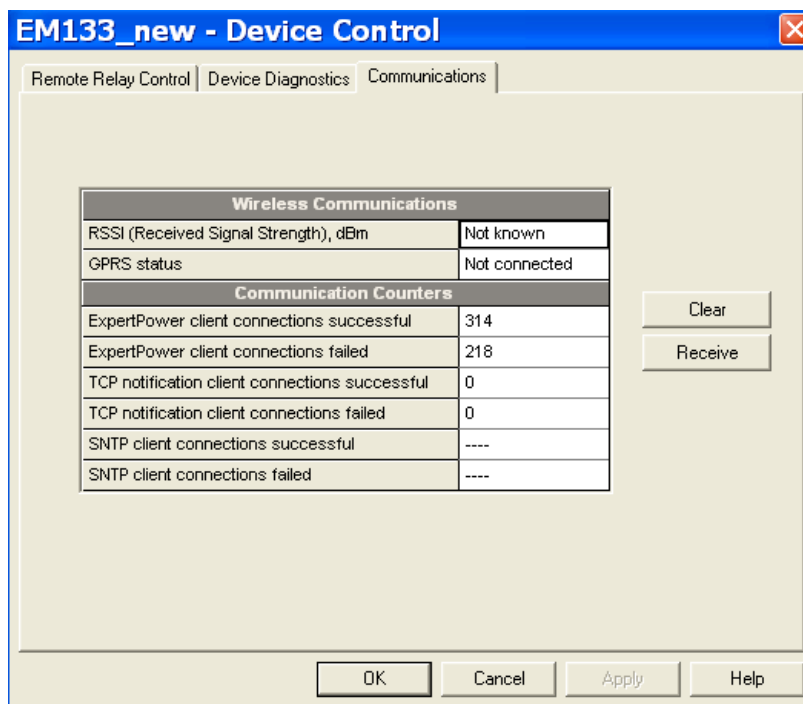 EM133_new - Device Control
Remote Relay Control Device Diagnostics Communications
Wireless Communications
RSSI (Received Signal Strength), dBm Not known
GPRS status Not connected
Communication Counters
ExpertPower client connections successful 314
ExpertPower client connections failed 218
TCP notification client connections successful 0
TCP notification client connections failed 0
SNTP client connections successful ----
SNTP client connections failed ----
Clear
Receive
OK Cancel Apply Help